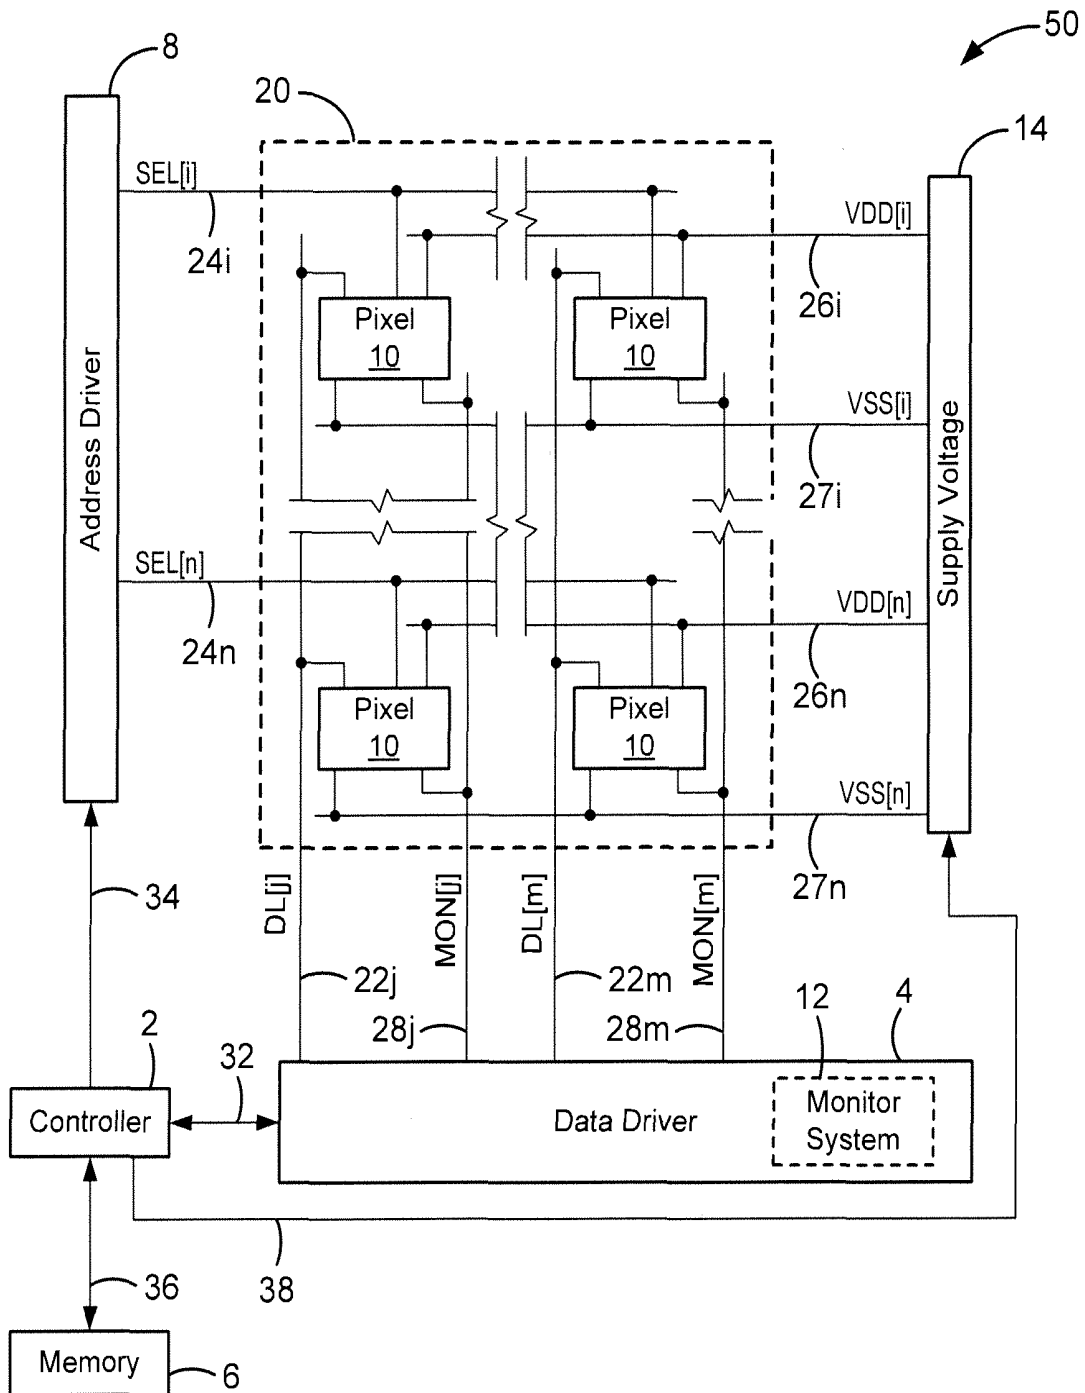 50
8
20
14
SEL[i]
VDD[i]
24i
26i
Pixel
10
Pixel
10
VSS[i]
27i
Address Driver
Supply Voltage
SEL[n]
VDD[n]
24n
26n
Pixel
10
Pixel
10
VSS[n]
27n
34
DL[j]
MON[j]
DL[m]
MON[m]
22j
22m
28j
28m
12
4
2
32
Controller
Data Driver
Monitor
System
36
38
Memory
6